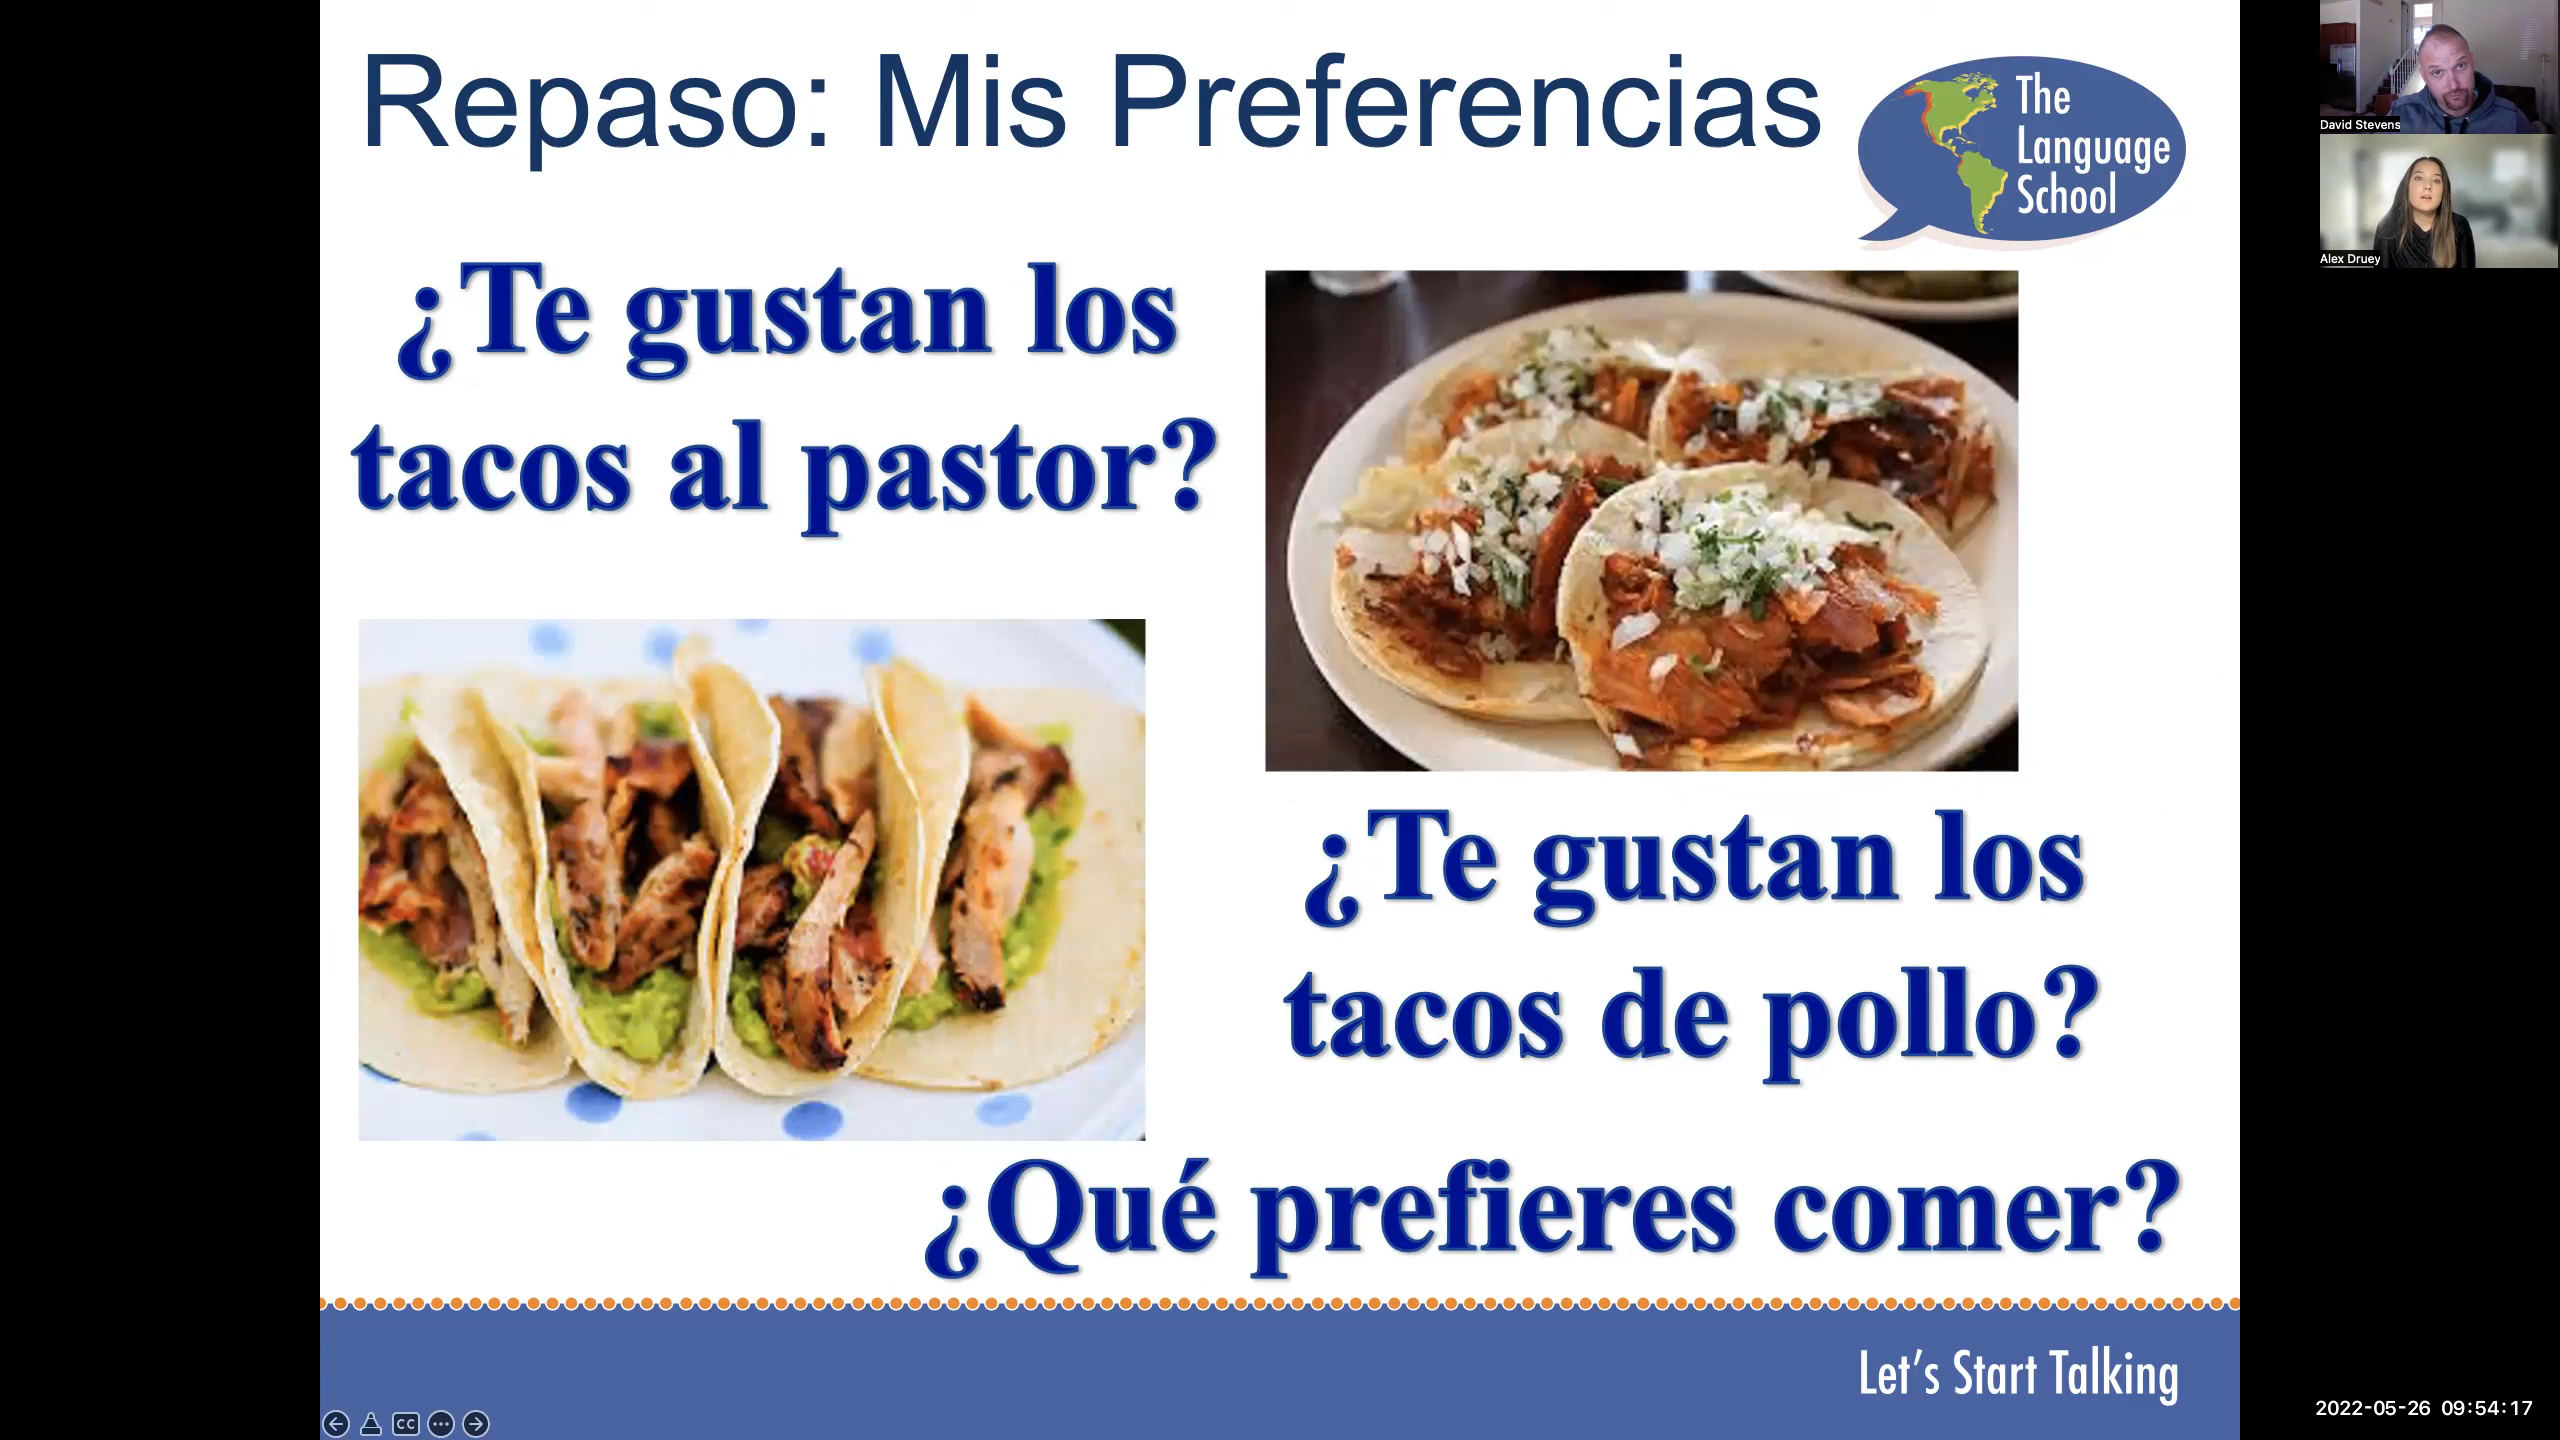 Repaso: Mis Preferencias
The
Language
School
David Stevens
Alex Druey
¿Te gustan los
tacos al pastor?
¿Te gustan los
tacos de pollo?
¿Qué prefieres comer?
Let's Start Talking
CC
2022-05-26 09:54:17